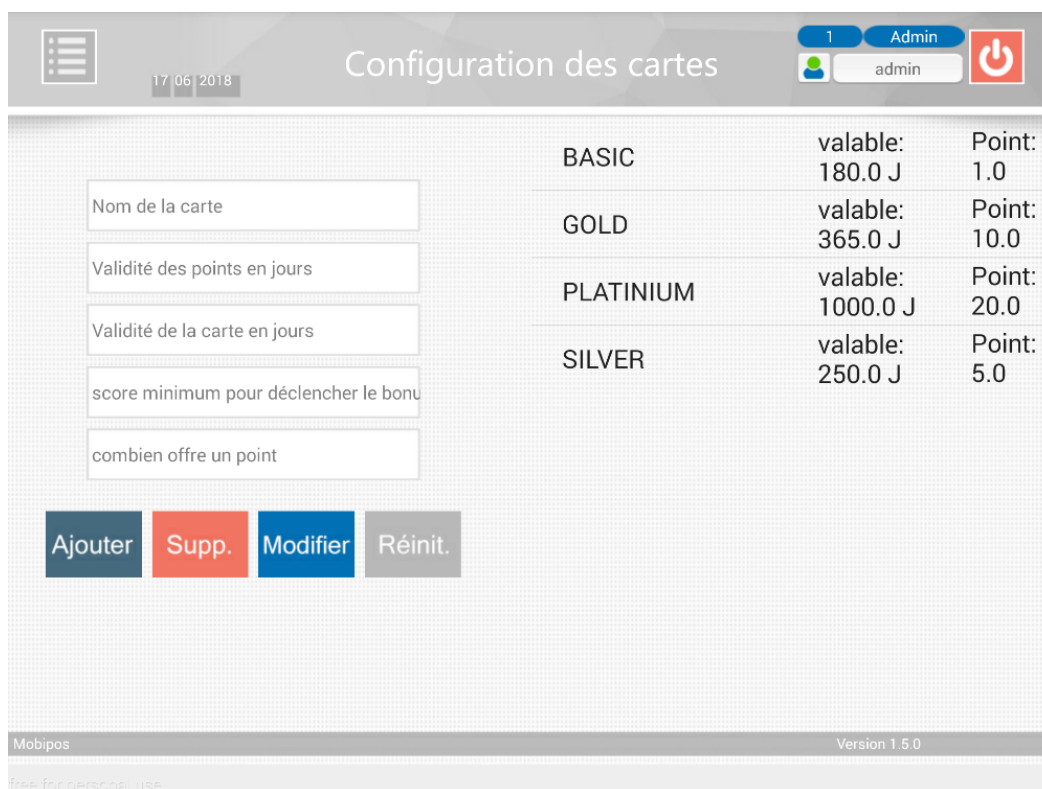 17 06 2018
Configuration des cartes
1 Admin
admin
Nom de la carte
Validité des points en jours
Validité de la carte en jours
score minimum pour déclencher le bonu
combien offre un point
Ajouter Supp. Modifier Réinit.
BASIC valable: 180.0 J Point: 1.0
GOLD valable: 365.0 J Point: 10.0
PLATINIUM valable: 1000.0 J Point: 20.0
SILVER valable: 250.0 J Point: 5.0
Mobipos Version 1.5.0
free for personal use